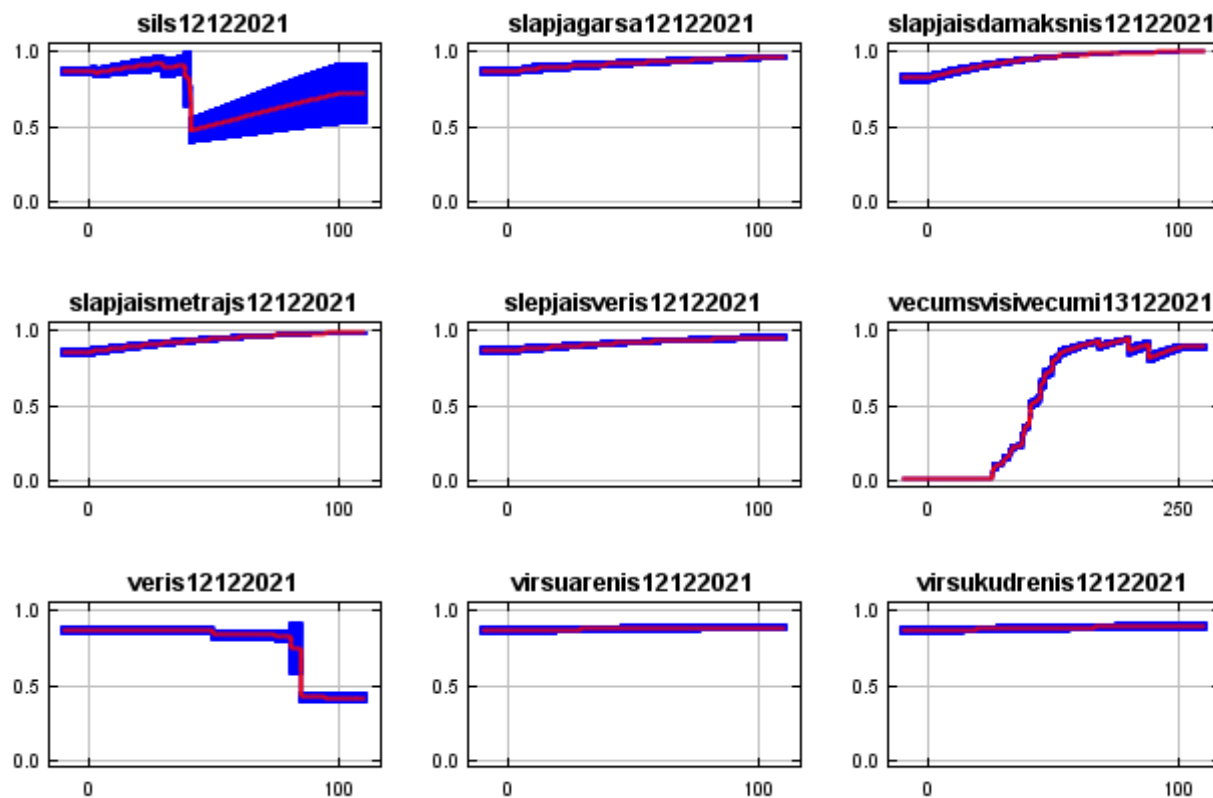 sils12122021 slapjagarsa12122021 slapjaisdamaksnis12122021
1.0 1.0 1.0
0.5 0.5 0.5
0.0 0.0 0.0
0 100 0 100 0 100
slapjaismetrajs12122021 slepjaisveris12122021 vecumsvisivecumi13122021
1.0 1.0 1.0
0.5 0.5 0.5
0.0 0.0 0.0
0 100 0 100 0 250
veris12122021 virsuarenis12122021 virsukudrenis12122021
1.0 1.0 1.0
0.5 0.5 0.5
0.0 0.0 0.0
0 100 0 100 0 100